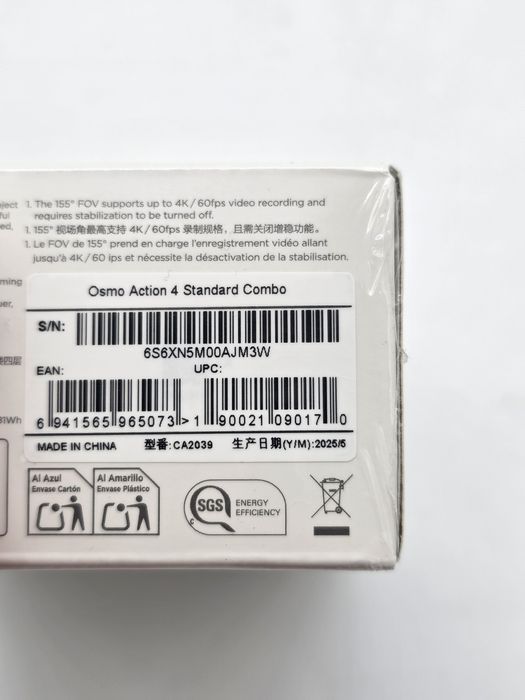 ject
ful
ed,
1. The 155° FOV supports up to 4K/60fps video recording and
requires stabilization to be turned off.
1. 155° 视场角最高支持 4K/60fps 录制规格，且需关闭增稳功能。
1. Le FOV de 155° prend en charge l'enregistrement vidéo allant
jusqu'à 4K/60 ips et nécessite la désactivation de la stabilisation.
ming
er,
Osmo Action 4 Standard Combo
S/N:
6S6XN5M00AJM3W
EAN: UPC:
6 941565 965073 > 1 90021 09017 0
MADE IN CHINA 型番:CA2039 生产日期(Y/M):2025/5
Al Azul
Envase Cartón
Al Amarillo
Envase Plástico
SGS
C
ENERGY
EFFICIENCY